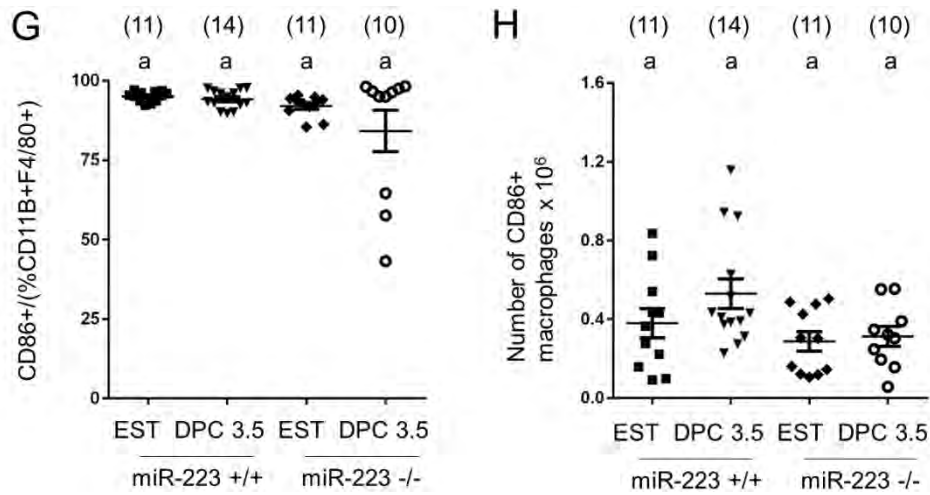 G
(11) (14) (11) (10)
a a a a
CD86+/(%CD11B+F4/80+)
100
75
50
25
0
EST DPC 3.5 EST DPC 3.5
miR-223 +/+ miR-223 -/-
H
(11) (14) (11) (10)
a a a a
Number of CD86+
macrophages x 10⁶
1.6
1.2
0.8
0.4
0.0
EST DPC 3.5 EST DPC 3.5
miR-223 +/+ miR-223 -/-